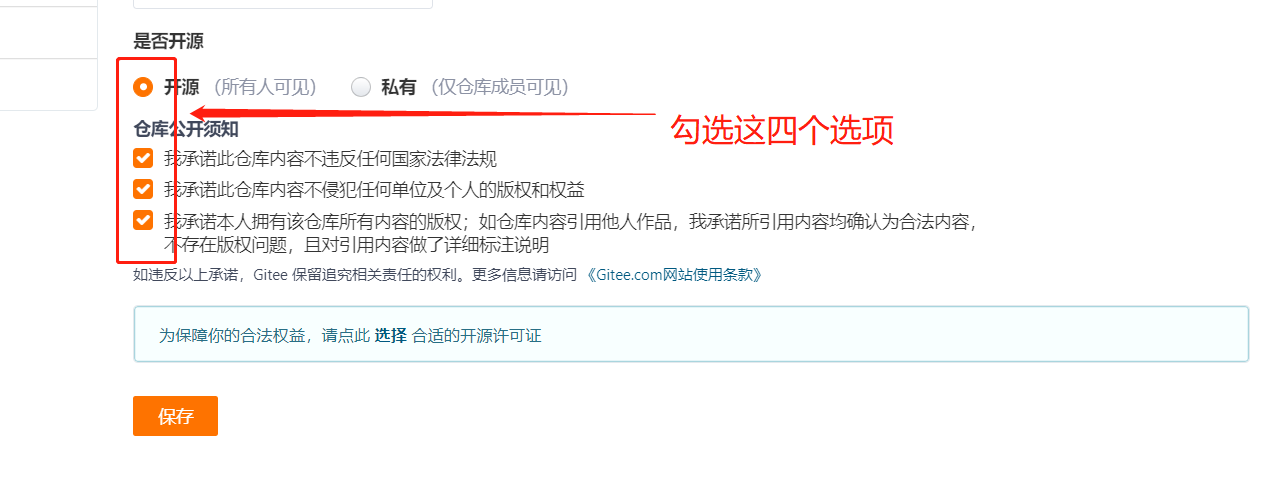 是否开源
开源 (所有人可见) 私有 (仅仓库成员可见)
仓库公开须知
勾选这四个选项
我承诺此仓库内容不违反任何国家法律法规
我承诺此仓库内容不侵犯任何单位及个人的版权和权益
我承诺本人拥有该仓库所有内容的版权；如仓库内容引用他人作品，我承诺所引用内容均确认为合法内容，
不存在版权问题，且对引用内容做了详细标注说明
如违反以上承诺，Gitee 保留追究相关责任的权利。更多信息请访问 《Gitee.com网站使用条款》
为保障你的合法权益，请点此 选择 合适的开源许可证
保存